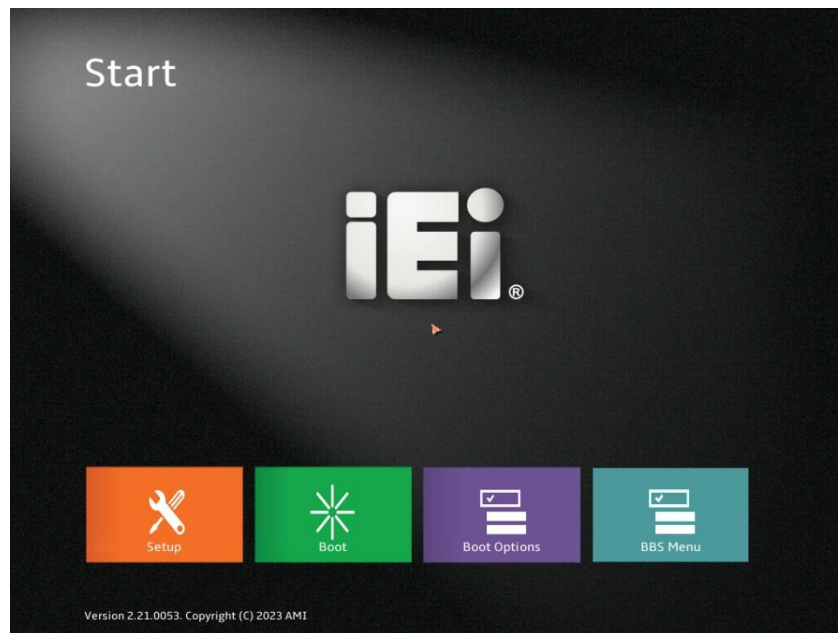 Start
iEi®
Setup
Boot
Boot Options
BBS Menu
Version 2.21.0053. Copyright (C) 2023 AMI